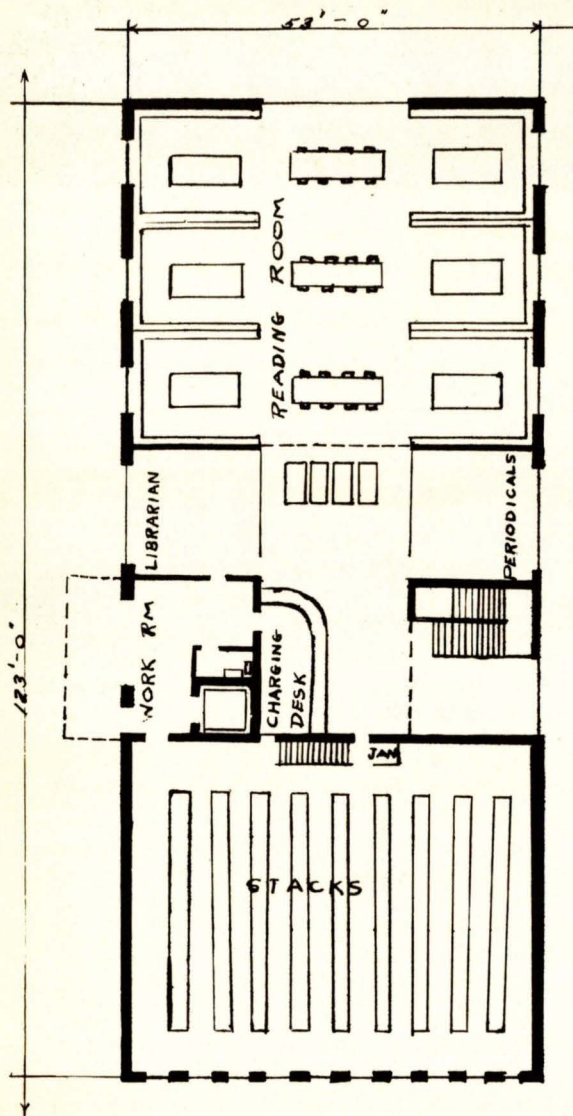 53'-0"
123'-0"
READING ROOM
LIBRARIAN
PERIODICALS
WORK RM
CHARGING
DESK
JAN
STACKS